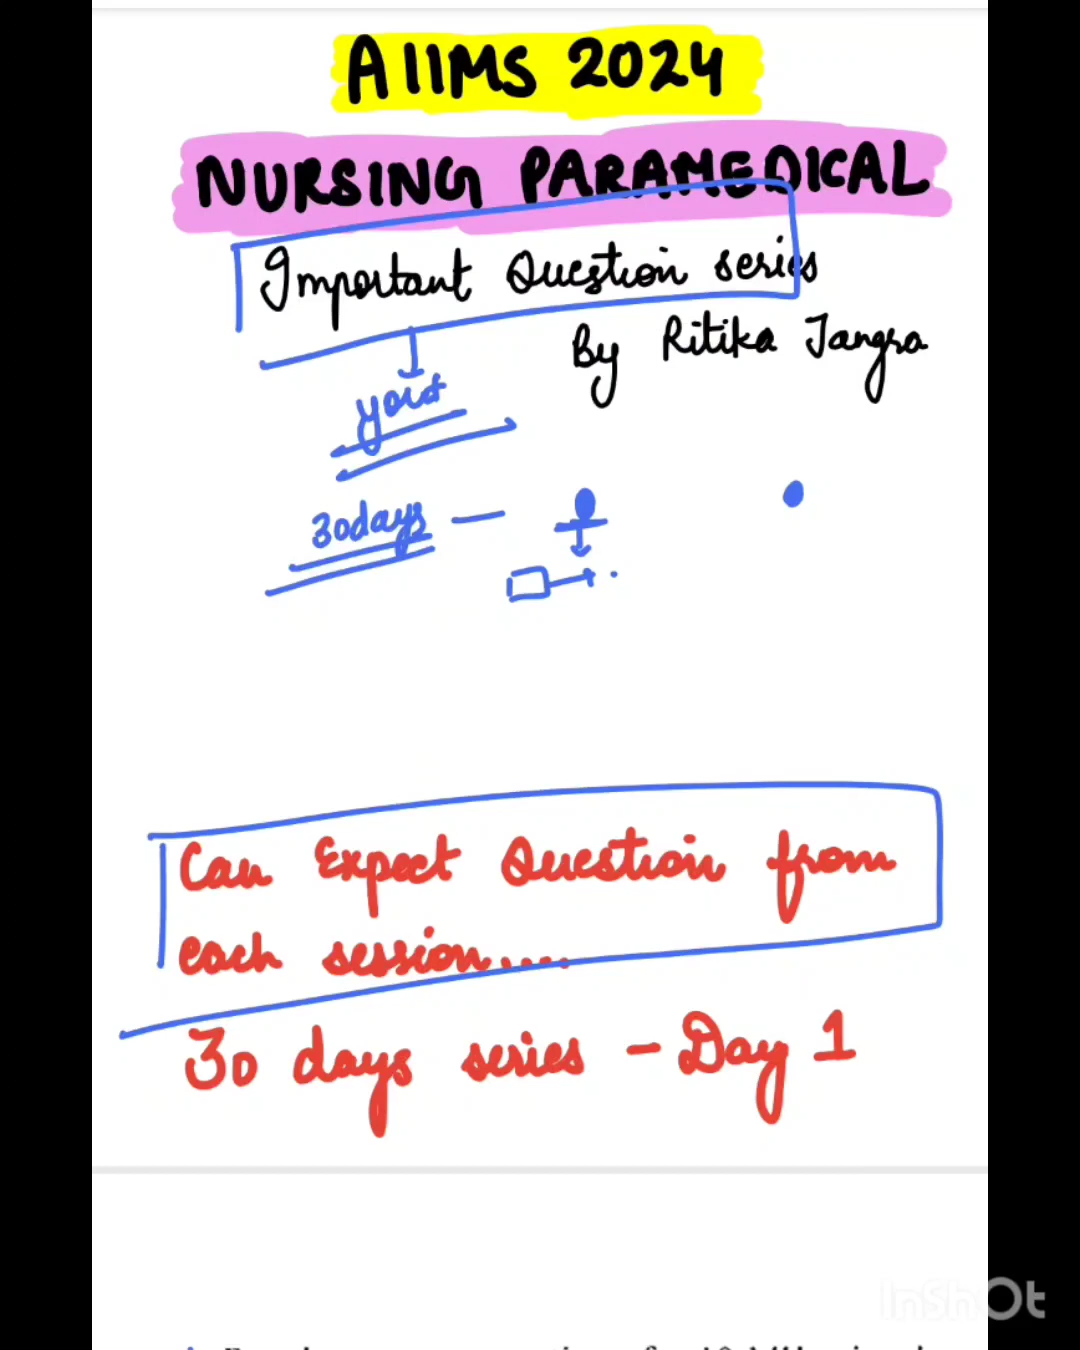 AIIMS 2024
NURSING PARAMEDICAL
Important Question series
By Ritika Jangra
30days —
Can Expect Question from
each session.....
30 days series - Day 1
InShOt